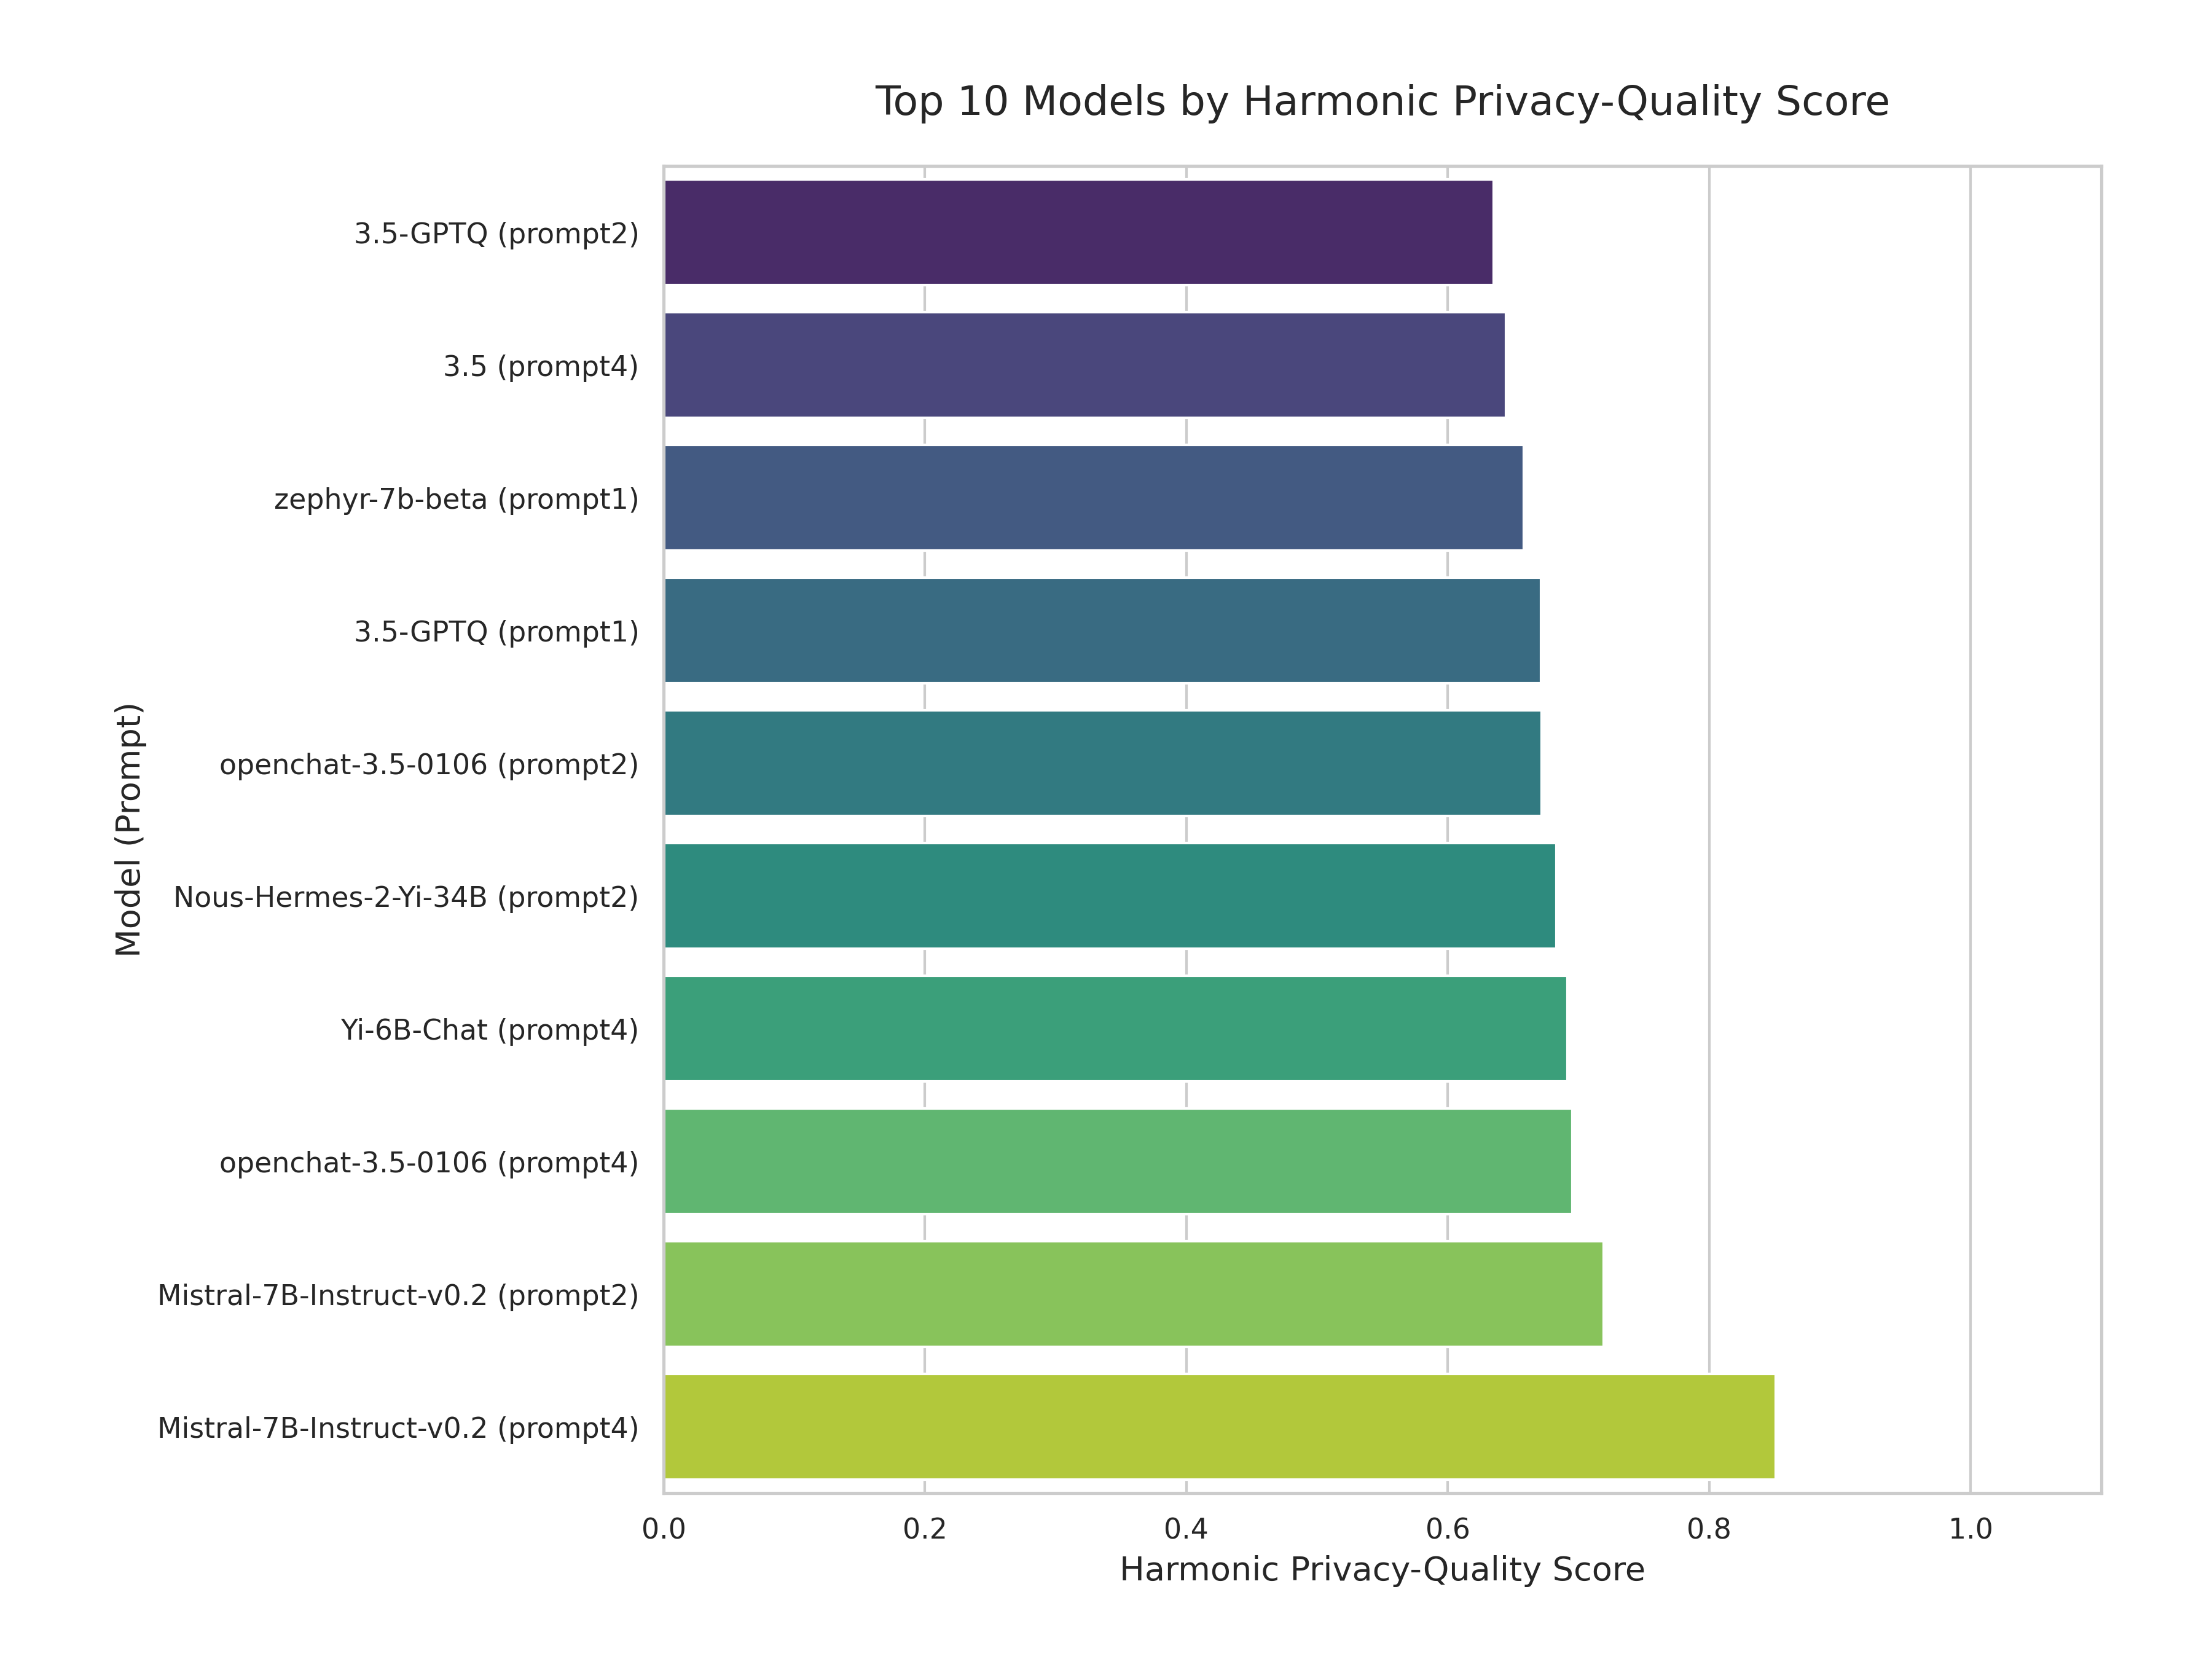 Top 10 Models by Harmonic Privacy-Quality Score
Model (Prompt)
3.5-GPTQ (prompt2)
3.5 (prompt4)
zephyr-7b-beta (prompt1)
3.5-GPTQ (prompt1)
openchat-3.5-0106 (prompt2)
Nous-Hermes-2-Yi-34B (prompt2)
Yi-6B-Chat (prompt4)
openchat-3.5-0106 (prompt4)
Mistral-7B-Instruct-v0.2 (prompt2)
Mistral-7B-Instruct-v0.2 (prompt4)
0.0 0.2 0.4 0.6 0.8 1.0
Harmonic Privacy-Quality Score